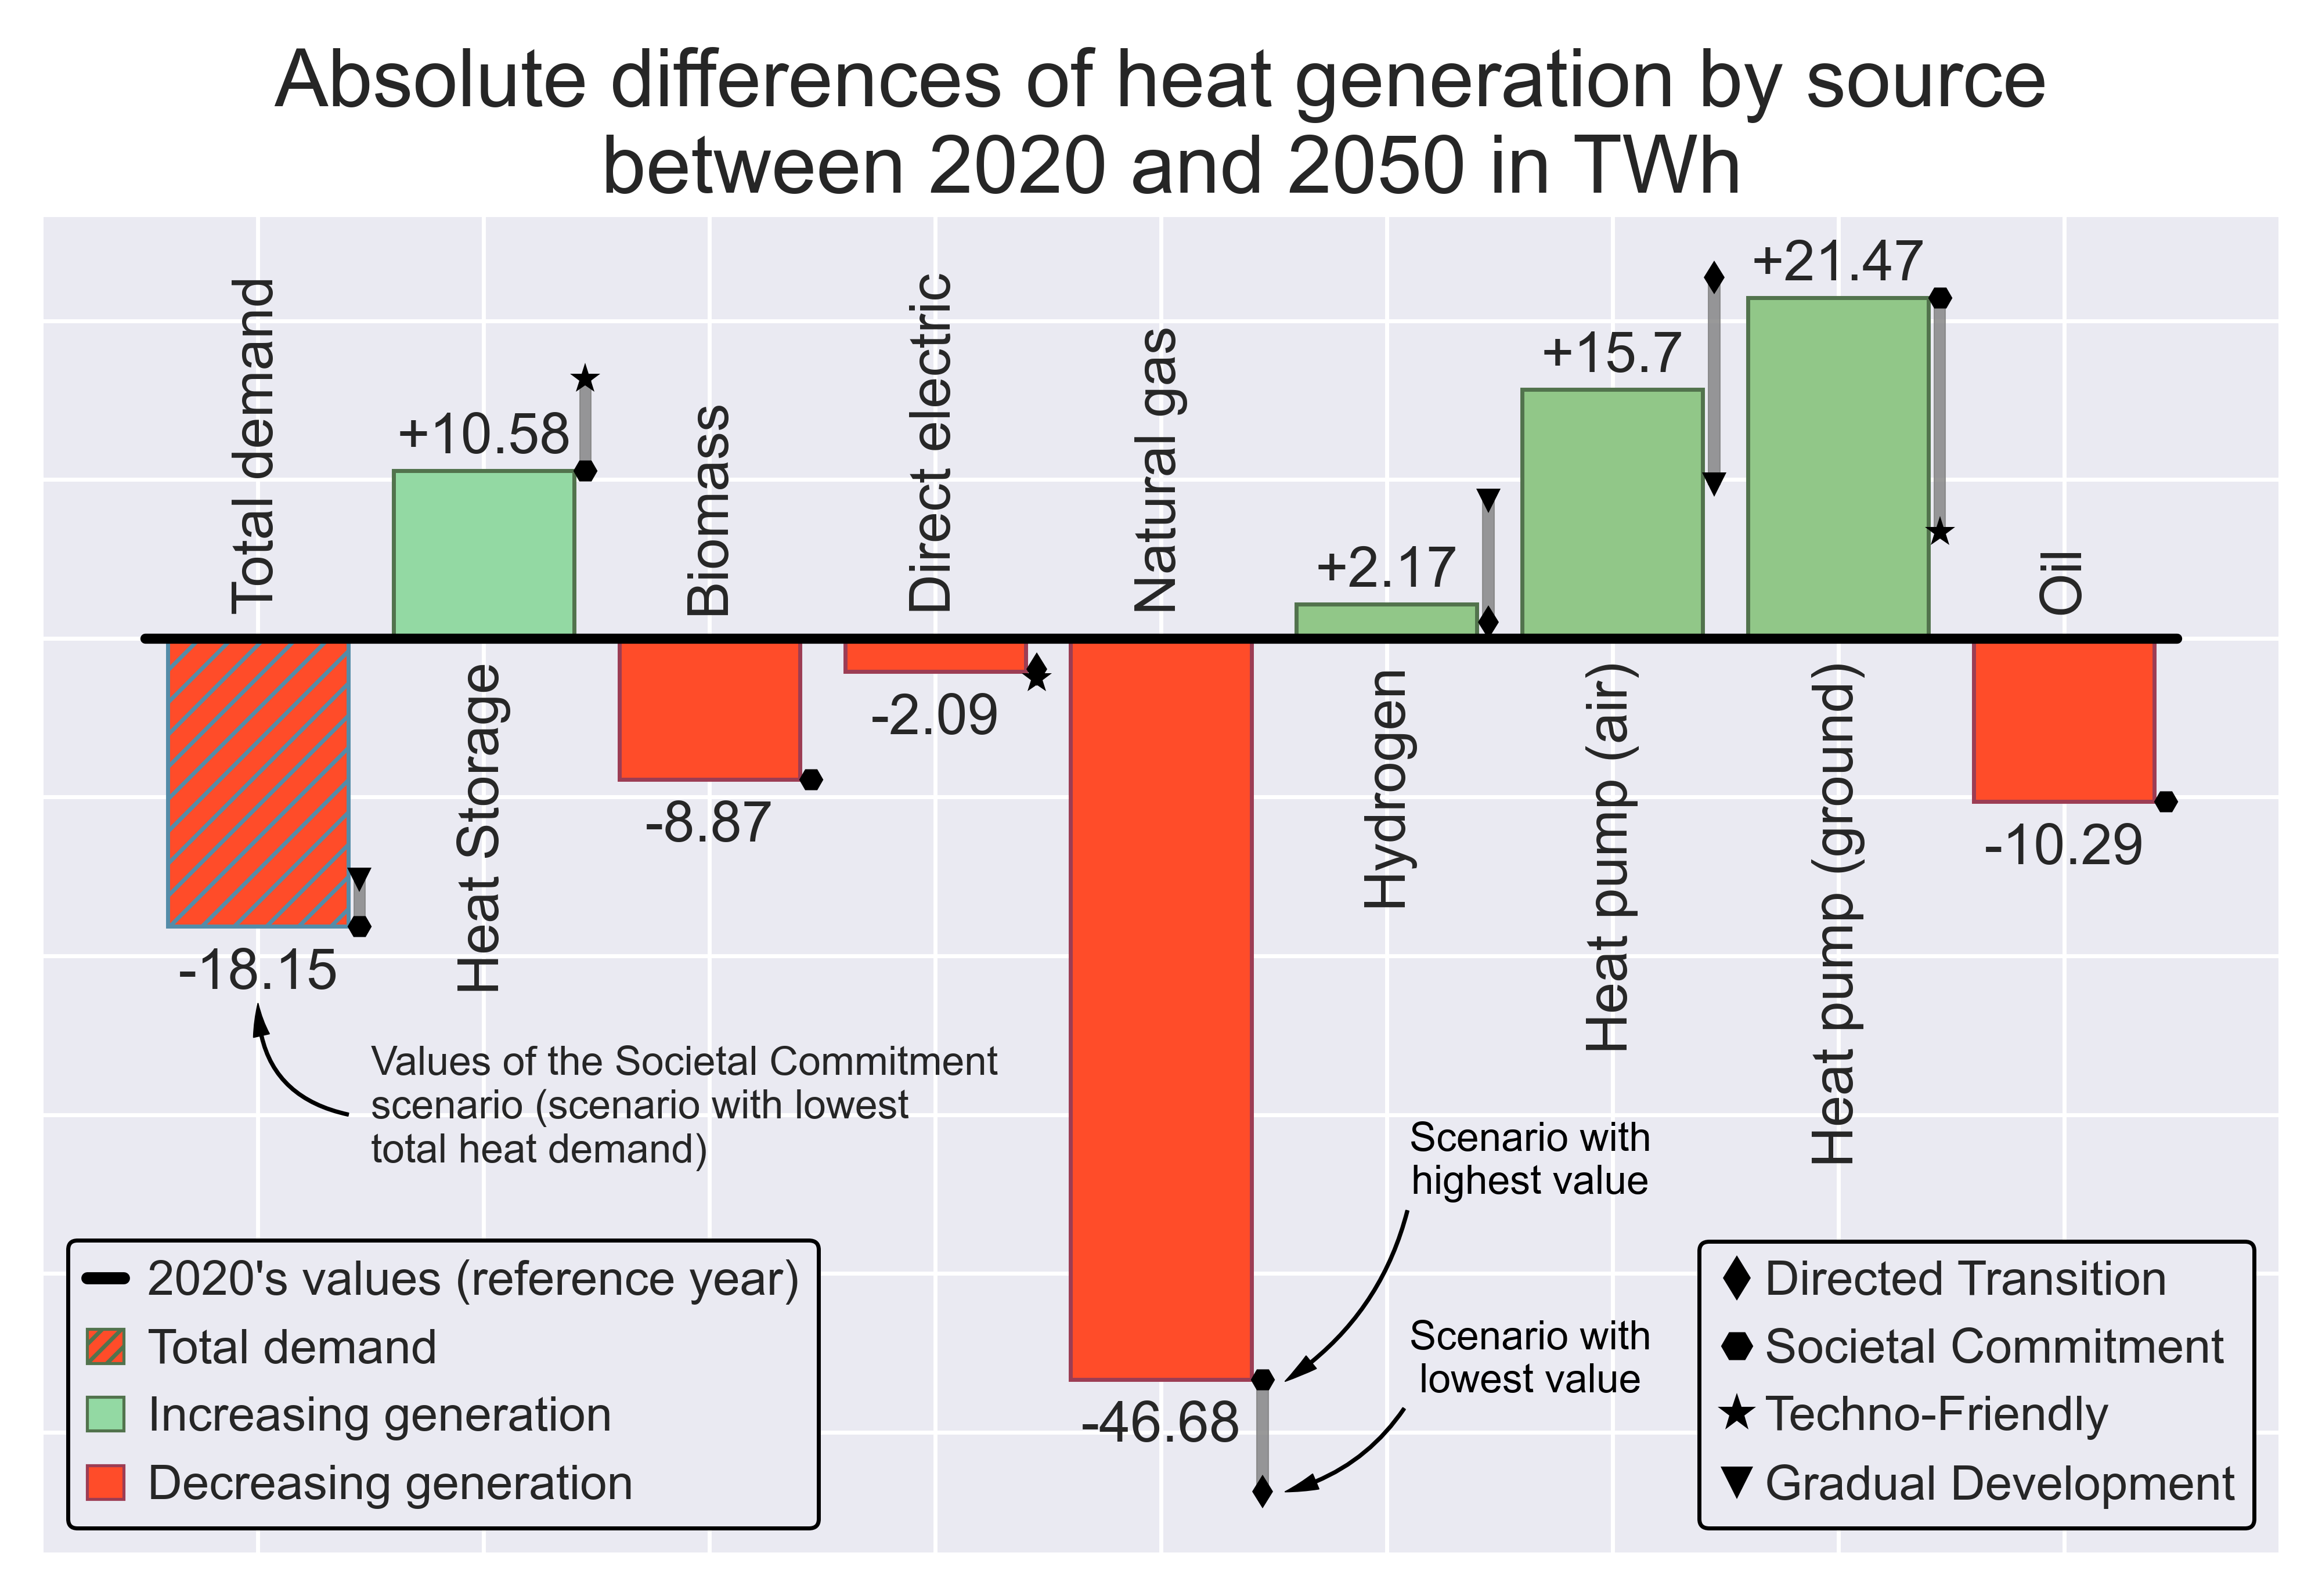 Absolute differences of heat generation by source
between 2020 and 2050 in TWh
Total demand
-18.15
+10.58
Heat Storage
Biomass
-8.87
Direct electric
-2.09
Natural gas
-46.68
+2.17
Hydrogen
+15.7
Heat pump (air)
+21.47
Heat pump (ground)
Oil
-10.29
Values of the Societal Commitment
scenario (scenario with lowest
total heat demand)
Scenario with
highest value
Scenario with
lowest value
2020's values (reference year)
Total demand
Increasing generation
Decreasing generation
Directed Transition
Societal Commitment
Techno-Friendly
Gradual Development